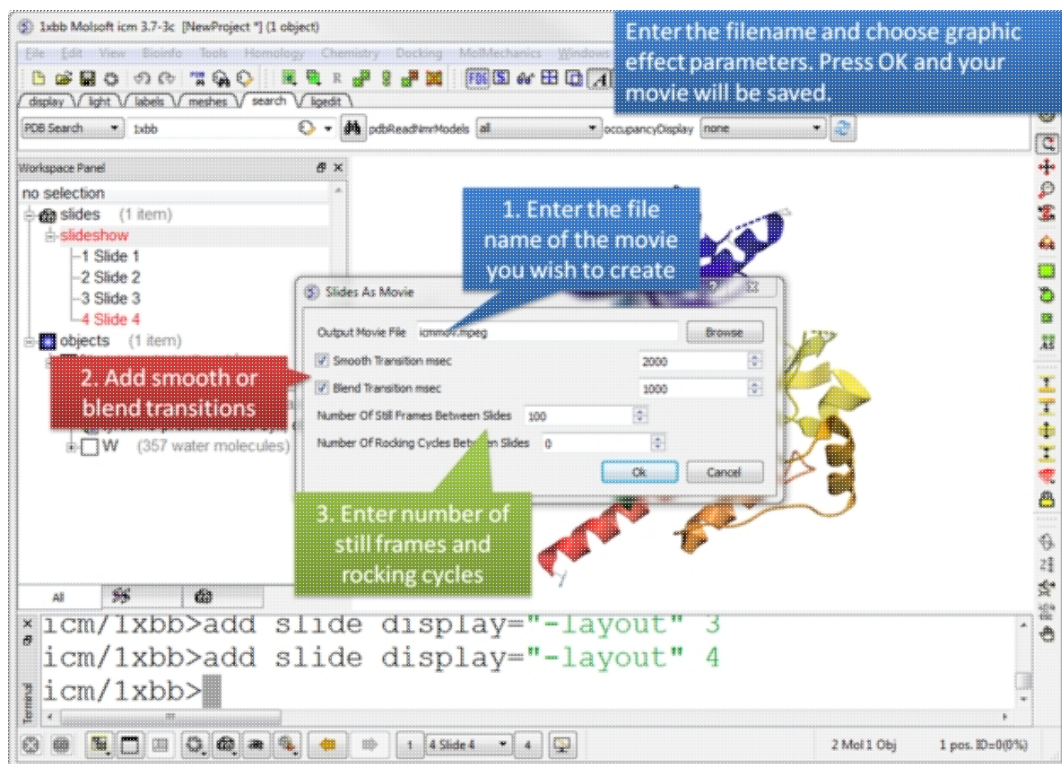 1xbb Molsoft icm 3.7-3c [NewProject *] (1 object)
Enter the filename and choose graphic
effect parameters. Press OK and your
movie will be saved.
File Edit View Bioinfo Tools Homology Chemistry Docking MolMechanics Windows
display light labels meshes search ligedit
PDB Search 1xbb pdbReadNmrModels all occupancyDisplay none
Workspace Panel
no selection
slides (1 item)
slideshow
1 Slide 1
2 Slide 2
3 Slide 3
4 Slide 4
objects (1 item)
W (357 water molecules)
1. Enter the file
name of the movie
you wish to create
Slides As Movie
Output Movie File icmmov.mpeg Browse
Smooth Transition msec 2000
Blend Transition msec 1000
Number Of Still Frames Between Slides 100
Number Of Rocking Cycles Between Slides 0
Ok Cancel
2. Add smooth or
blend transitions
3. Enter number of
still frames and
rocking cycles
All
icm/1xbb>add slide display="-layout" 3
icm/1xbb>add slide display="-layout" 4
icm/1xbb>
Terminal
1 4 Slide 4 4 2 Mol 1 Obj 1 pos. ID=0(0%)